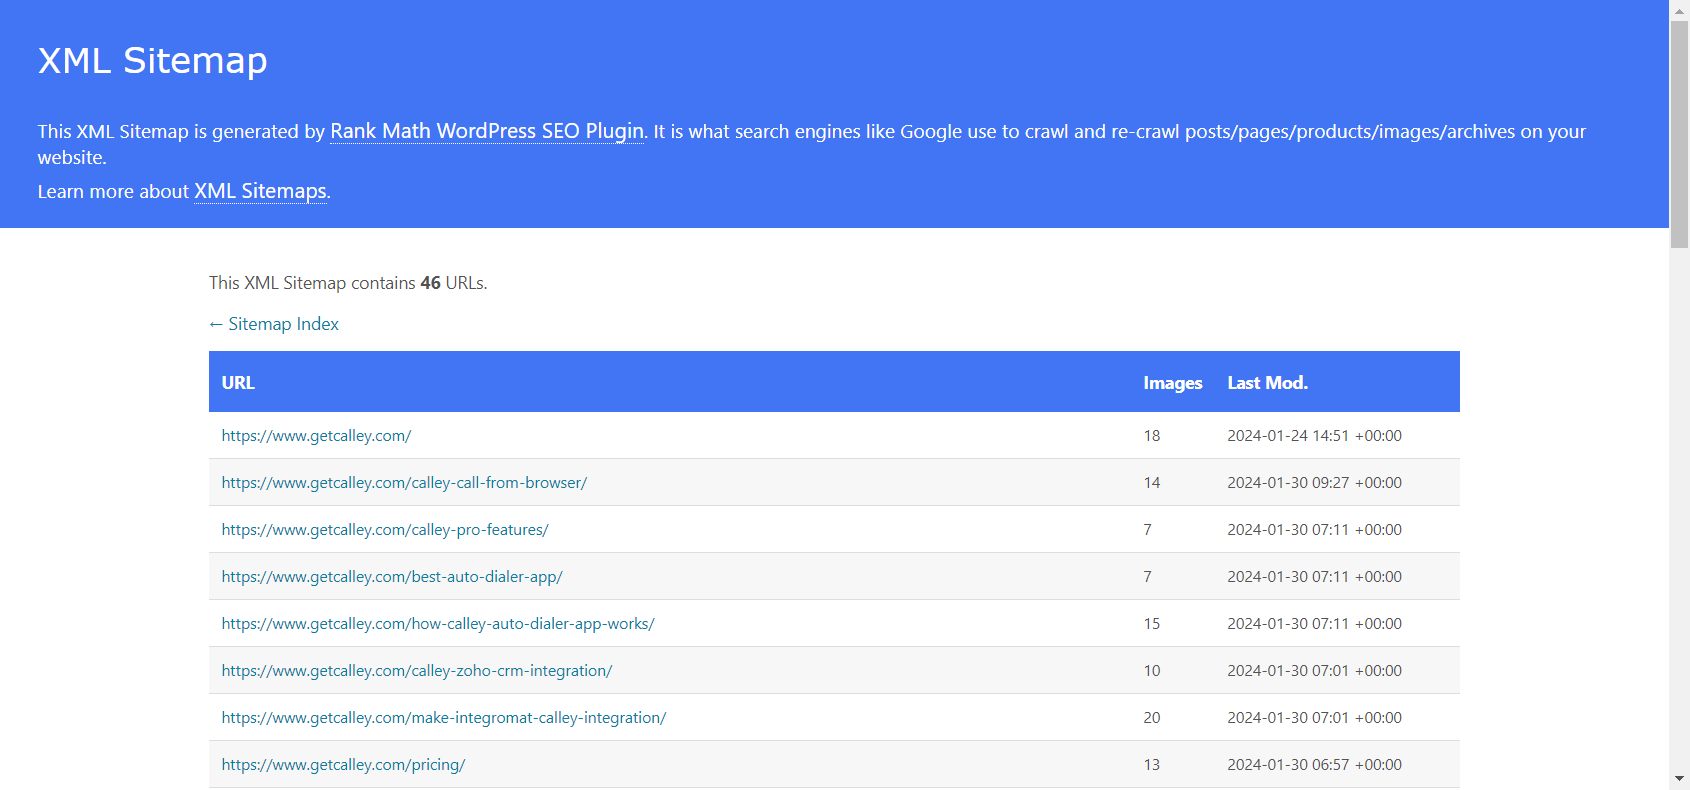 XML Sitemap
This XML Sitemap is generated by Rank Math WordPress SEO Plugin. It is what search engines like Google use to crawl and re-crawl posts/pages/products/images/archives on your
website.
Learn more about XML Sitemaps.
This XML Sitemap contains 46 URLs.
← Sitemap Index
URL Images Last Mod.
https://www.getcalley.com/ 18 2024-01-24 14:51 +00:00
https://www.getcalley.com/calley-call-from-browser/ 14 2024-01-30 09:27 +00:00
https://www.getcalley.com/calley-pro-features/ 7 2024-01-30 07:11 +00:00
https://www.getcalley.com/best-auto-dialer-app/ 7 2024-01-30 07:11 +00:00
https://www.getcalley.com/how-calley-auto-dialer-app-works/ 15 2024-01-30 07:11 +00:00
https://www.getcalley.com/calley-zoho-crm-integration/ 10 2024-01-30 07:01 +00:00
https://www.getcalley.com/make-integromat-calley-integration/ 20 2024-01-30 07:01 +00:00
https://www.getcalley.com/pricing/ 13 2024-01-30 06:57 +00:00